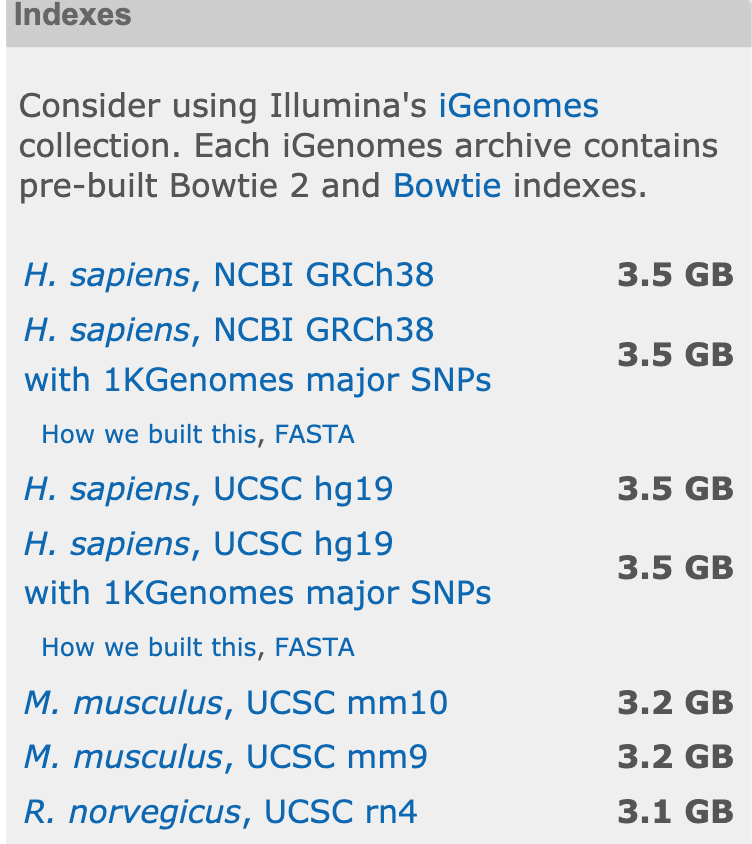 Indexes
Consider using Illumina's iGenomes
collection. Each iGenomes archive contains
pre-built Bowtie 2 and Bowtie indexes.
H. sapiens, NCBI GRCh38 3.5 GB
H. sapiens, NCBI GRCh38
with 1KGenomes major SNPs 3.5 GB
How we built this, FASTA
H. sapiens, UCSC hg19 3.5 GB
H. sapiens, UCSC hg19
with 1KGenomes major SNPs 3.5 GB
How we built this, FASTA
M. musculus, UCSC mm10 3.2 GB
M. musculus, UCSC mm9 3.2 GB
R. norvegicus, UCSC rn4 3.1 GB